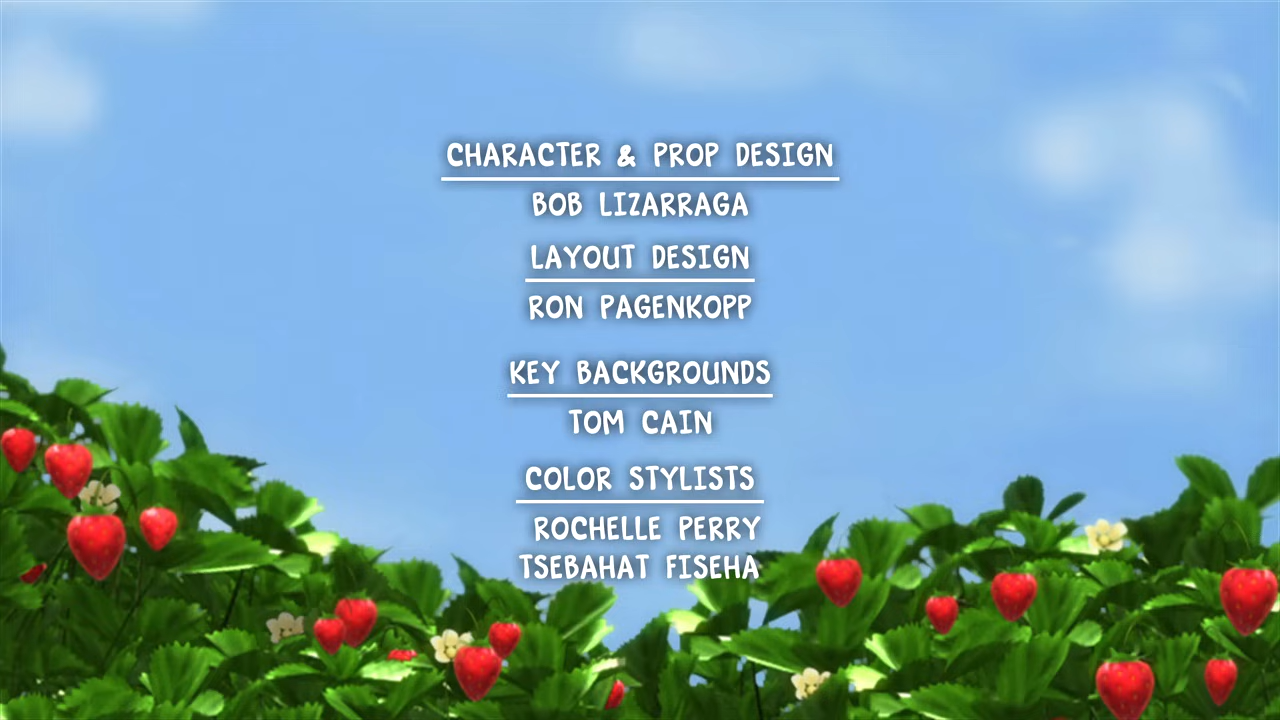 CHARACTER & PROP DESIGN
BOB LIZARRAGA
LAYOUT DESIGN
RON PAGENKOPP
KEY BACKGROUNDS
TOM CAIN
COLOR STYLISTS
ROCHELLE PERRY
TSEBAHAT FISEHA